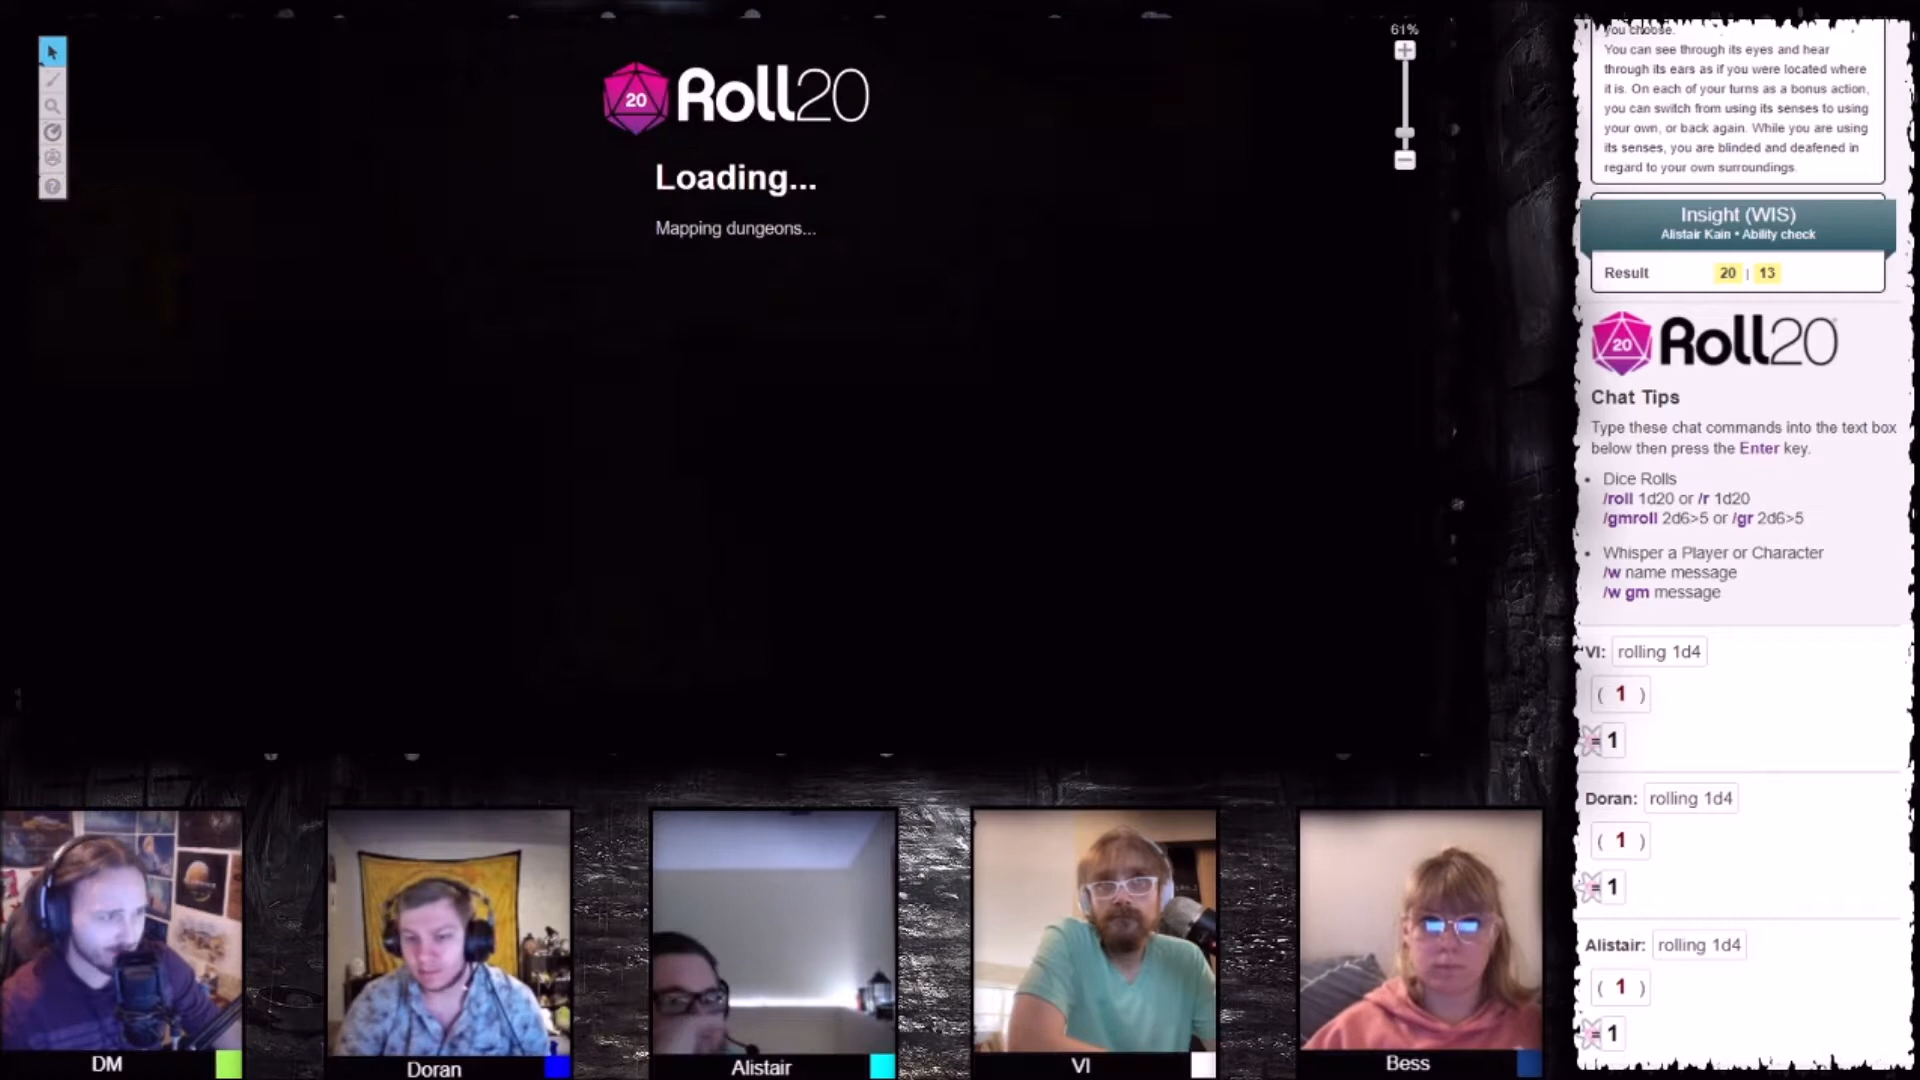 20 Roll20
Loading...
Mapping dungeons...
61%
you choose.
You can see through its eyes and hear
through its ears as if you were located where
it is. On each of your turns as a bonus action,
you can switch from using its senses to using
your own, or back again. While you are using
its senses, you are blinded and deafened in
regard to your own surroundings.
Insight (WIS)
Alistair Kain • Ability check
Result 20 | 13
20 Roll20
Chat Tips
Type these chat commands into the text box
below then press the Enter key.
• Dice Rolls
/roll 1d20 or /r 1d20
/gmroll 2d6>5 or /gr 2d6>5
• Whisper a Player or Character
/w name message
/w gm message
VI: rolling 1d4
( 1 )
= 1
Doran: rolling 1d4
( 1 )
= 1
Alistair: rolling 1d4
( 1 )
= 1
DM
Doran
Alistair
VI
Bess